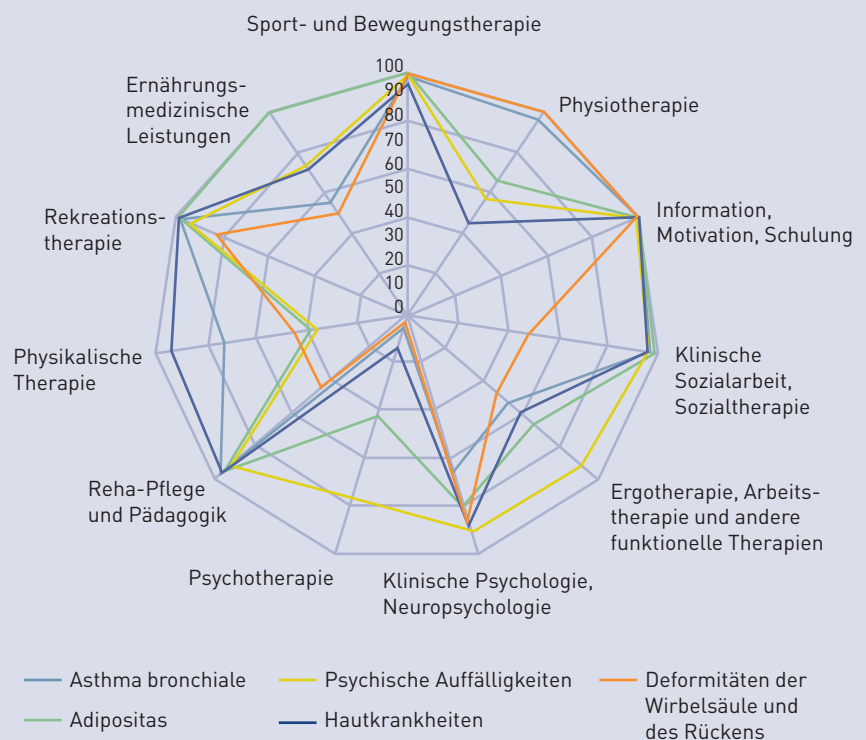 Sport- und Bewegungstherapie
Physiotherapie
Information,
Motivation, Schulung
Klinische
Sozialarbeit,
Sozialtherapie
Ergotherapie, Arbeits-
therapie und andere
funktionelle Therapien
Klinische Psychologie,
Neuropsychologie
Psychotherapie
Reha-Pflege
und Pädagogik
Physikalische
Therapie
Rekreations-
therapie
Ernährungs-
medizinische
Leistungen
100
90
80
70
60
50
40
30
20
10
0
Asthma bronchiale
Adipositas
Psychische Auffälligkeiten
Hautkrankheiten
Deformitäten der
Wirbelsäule und
des Rückens